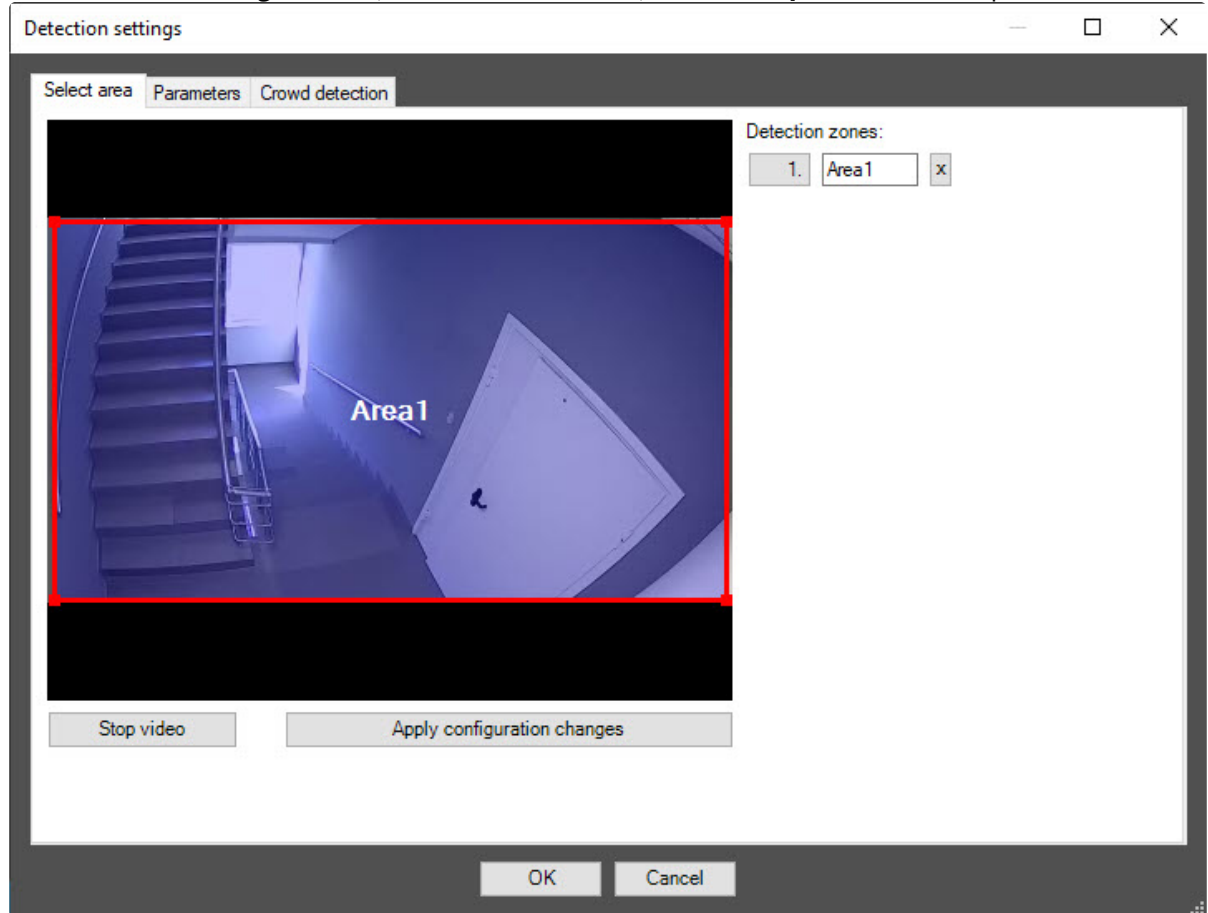 Detection settings
Select area Parameters Crowd detection
Detection zones:
1. Area1 x
Area1
Stop video Apply configuration changes
OK Cancel